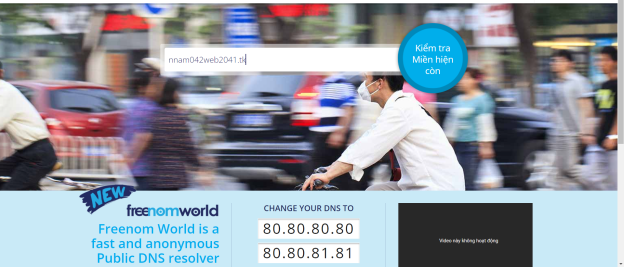 nnam042web2041.tk
Kiểm tra
Miền hiện
còn
NEW
freenomworld
Freenom World is a
fast and anonymous
Public DNS resolver
CHANGE YOUR DNS TO
80.80.80.80
80.80.81.81
Video này không hoạt động